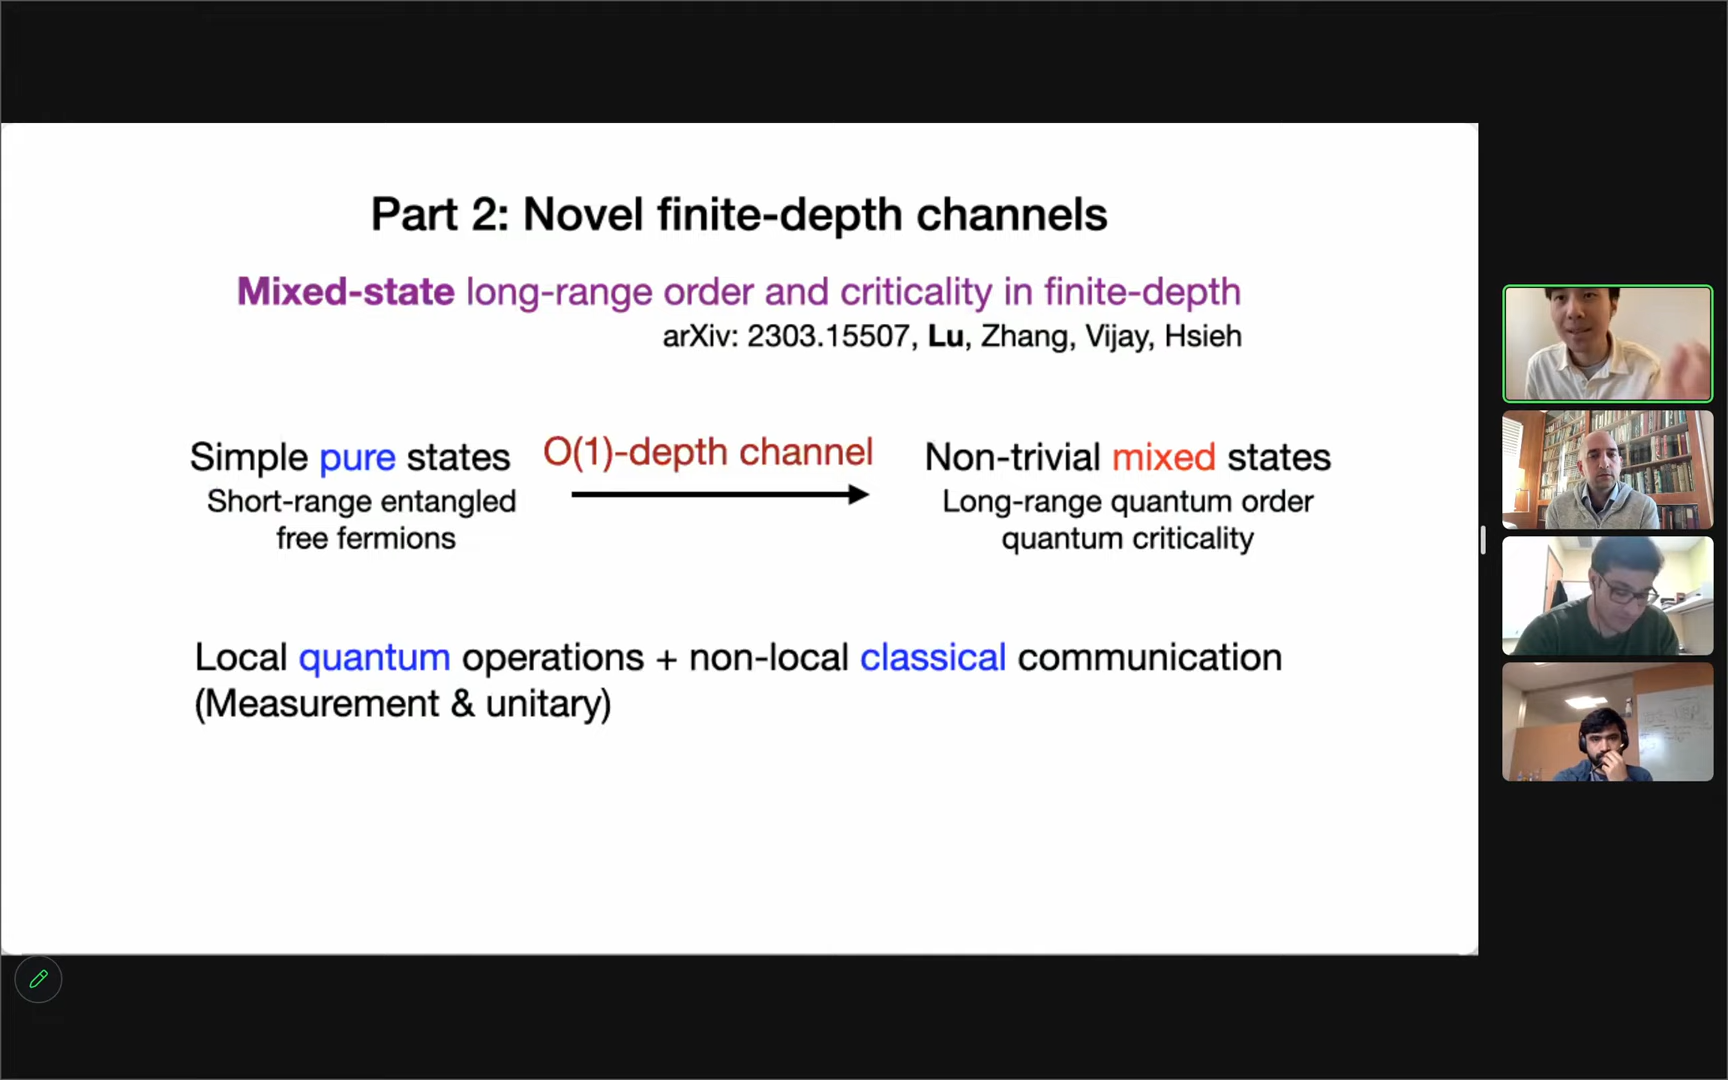 Part 2: Novel finite-depth channels
Mixed-state long-range order and criticality in finite-depth
arXiv: 2303.15507, Lu, Zhang, Vijay, Hsieh
Simple pure states
Short-range entangled
free fermions
O(1)-depth channel
Non-trivial mixed states
Long-range quantum order
quantum criticality
Local quantum operations + non-local classical communication
(Measurement & unitary)